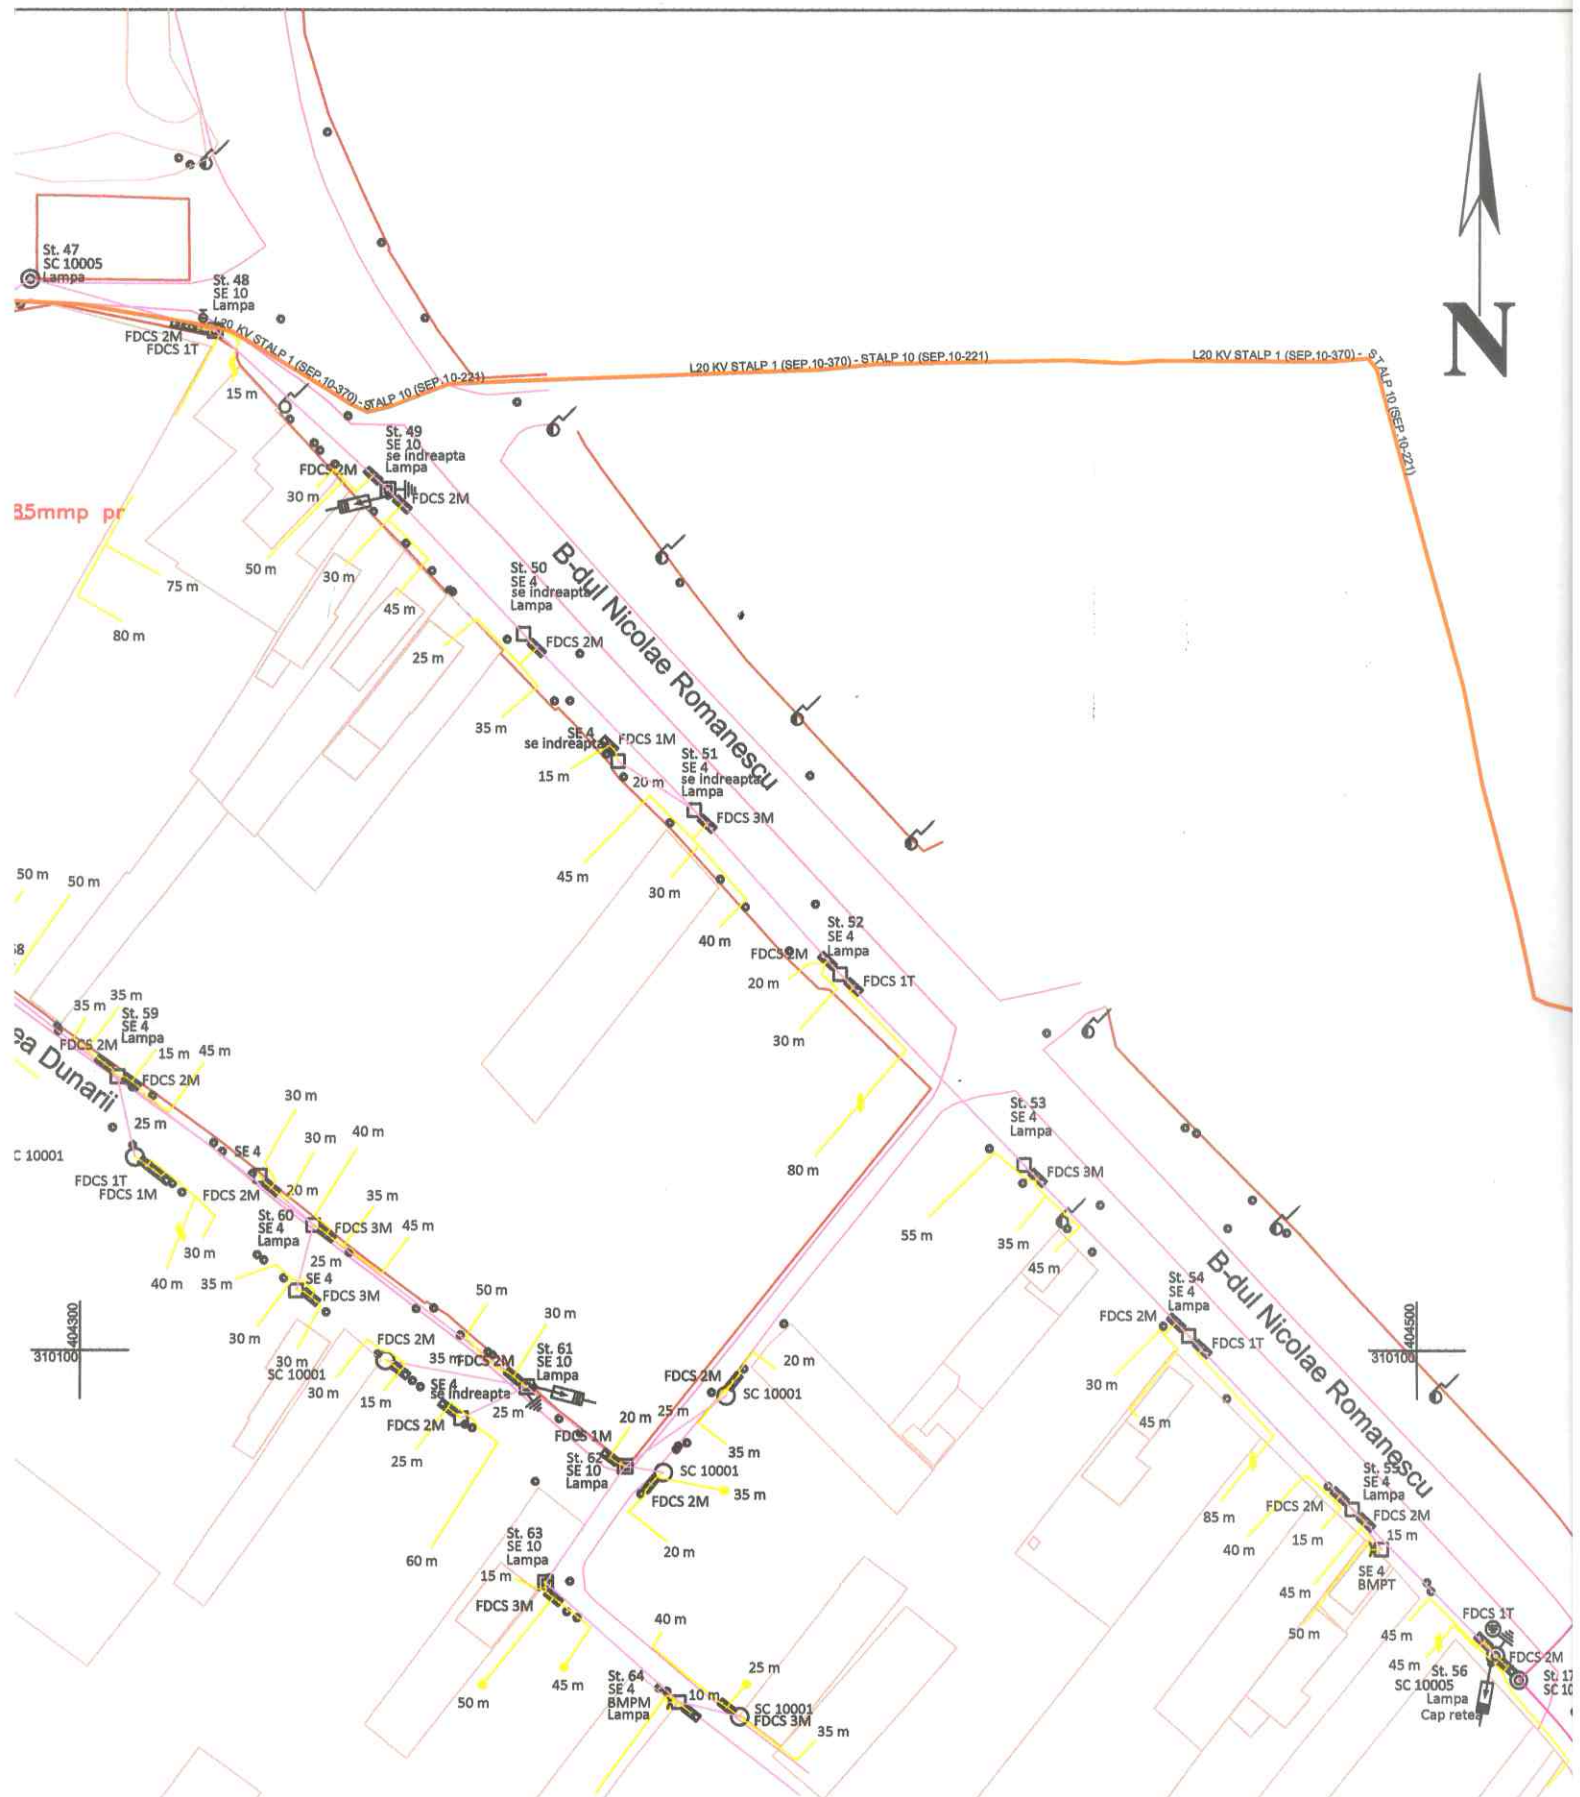 St. 47
SC 10005
Lampa
St. 48
SE 10
Lampa
FDCS 2M
FDCS 1T
L20 KV STALP 1 (SEP.10-370) - STALP 10 (SEP.10-221)
L20 KV STALP 1 (SEP.10-370) - STALP 10 (SEP.10-221)
L20 KV STALP 1 (SEP.10-370) - STALP 10 (SEP.10-221)
N
15 m
St. 49
SE 10
se indreapta
Lampa
FDCS 2M
FDCS 2M
30 m
35mmp pr
50 m
30 m
75 m
45 m
80 m
B-dul Nicolae Romanescu
St. 50
SE 4
se indreapta
Lampa
FDCS 2M
25 m
35 m
SE 4
se indreapta
FDCS 1M
15 m
20 m
St. 51
SE 4
se indreapta
Lampa
FDCS 3M
45 m
30 m
40 m
50 m
50 m
St. 52
SE 4
Lampa
FDCS 2M
FDCS 1T
20 m
30 m
80 m
35 m
35 m
St. 59
SE 4
Lampa
FDCS 2M
15 m
45 m
FDCS 2M
ea Dunarii
25 m
C 10001
FDCS 1T
FDCS 1M
30 m
30 m
40 m
SE 4
FDCS 2M
20 m
35 m
45 m
FDCS 3M
St. 60
SE 4
Lampa
30 m
40 m
35 m
25 m
SE 4
FDCS 3M
30 m
30 m
50 m
30 m
St. 53
SE 4
Lampa
FDCS 3M
55 m
35 m
45 m
B-dul Nicolae Romanescu
St. 54
SE 4
Lampa
FDCS 2M
FDCS 1T
30 m
45 m
404300
310100
404500
310100
FDCS 2M
SC 10001
30 m
15 m
35 m
FDCS 2M
St. 61
SE 10
Lampa
SE 4
se indreapta
FDCS 2M
25 m
25 m
60 m
FDCS 1M
20 m
25 m
FDCS 2M
20 m
SC 10001
35 m
St. 62
SE 10
Lampa
SC 10001
FDCS 2M
35 m
20 m
St. 63
SE 10
Lampa
15 m
FDCS 3M
50 m
45 m
40 m
25 m
St. 64
SE 4
BMPM
Lampa
10 m
SC 10001
FDCS 3M
35 m
St. 55
SE 4
Lampa
FDCS 2M
FDCS 2M
85 m
40 m
15 m
15 m
SE 4
BMPT
45 m
50 m
45 m
45 m
FDCS 1T
FDCS 2M
St. 56
SC 10005
Lampa
Cap retea
St. 17
SC 10